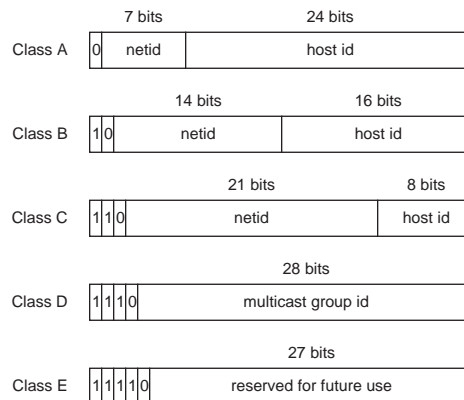 7 bits 24 bits
Class A 0 netid host id
14 bits 16 bits
Class B 1 0 netid host id
21 bits 8 bits
Class C 1 1 0 netid host id
28 bits
Class D 1 1 1 0 multicast group id
27 bits
Class E 1 1 1 1 0 reserved for future use